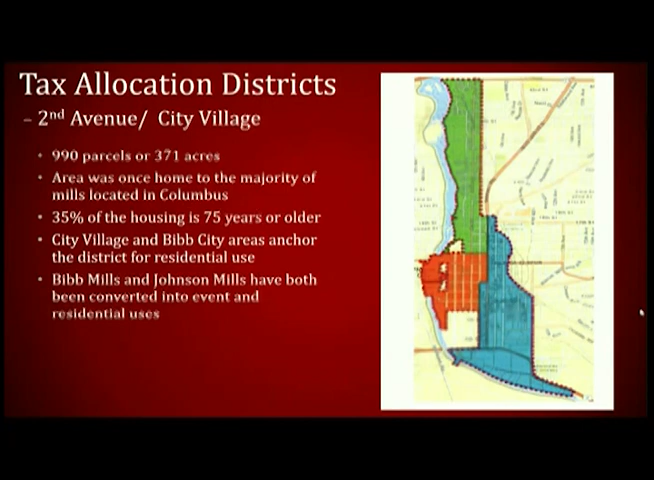 Tax Allocation Districts
– 2nd Avenue/ City Village
• 990 parcels or 371 acres
• Area was once home to the majority of
mills located in Columbus
• 35% of the housing is 75 years or older
• City Village and Bibb City areas anchor
the district for residential use
• Bibb Mills and Johnson Mills have both
been converted into event and
residential uses